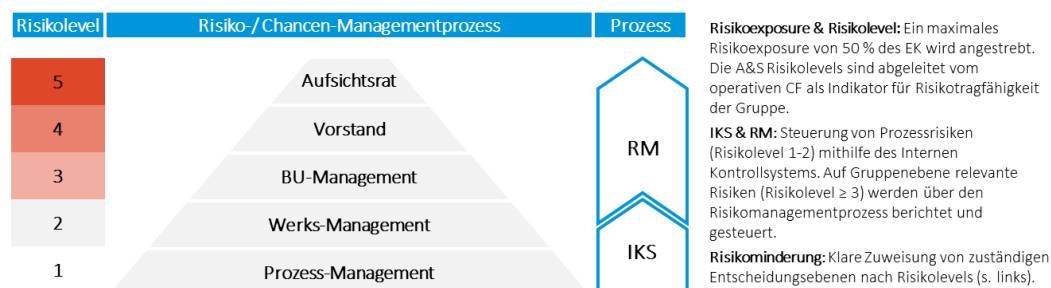 Risikolevel
Risiko-/ Chancen-Managementprozess
Prozess
5
Aufsichtsrat
4
Vorstand
3
BU-Management
2
Werks-Management
1
Prozess-Management
RM
IKS
Risikoexposure & Risikolevel: Ein maximales
Risikoexposure von 50 % des EK wird angestrebt.
Die A&S Risikolevels sind abgeleitet vom
operativen CF als Indikator für Risikotragfähigkeit
der Gruppe.
IKS & RM: Steuerung von Prozessrisiken
(Risikolevel 1-2) mithilfe des Internen
Kontrollsystems. Auf Gruppenebene relevante
Risiken (Risikolevel ≥ 3) werden über den
Risikomanagementprozess berichtet und
gesteuert.
Risikominderung: Klare Zuweisung von zuständigen
Entscheidungsebenen nach Risikolevels (s. links).